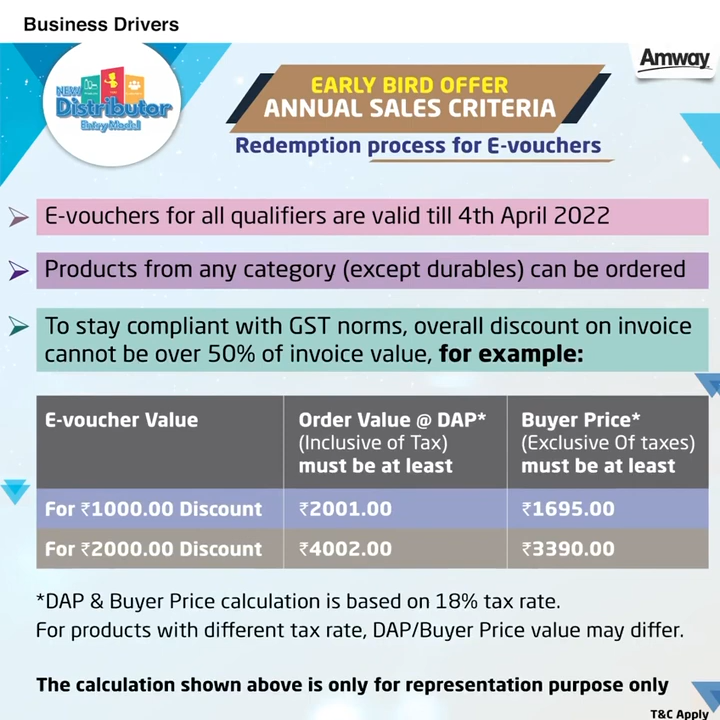 Business Drivers
NEW
Distributor
Entry Model
Amway
EARLY BIRD OFFER
ANNUAL SALES CRITERIA
Redemption process for E-vouchers
E-vouchers for all qualifiers are valid till 4th April 2022
Products from any category (except durables) can be ordered
To stay compliant with GST norms, overall discount on invoice
cannot be over 50% of invoice value, for example:
E-voucher Value
Order Value @ DAP*
(Inclusive of Tax)
must be at least
Buyer Price*
(Exclusive Of taxes)
must be at least
For ₹1000.00 Discount
₹2001.00
₹1695.00
For ₹2000.00 Discount
₹4002.00
₹3390.00
*DAP & Buyer Price calculation is based on 18% tax rate.
For products with different tax rate, DAP/Buyer Price value may differ.
The calculation shown above is only for representation purpose only
T&C Apply